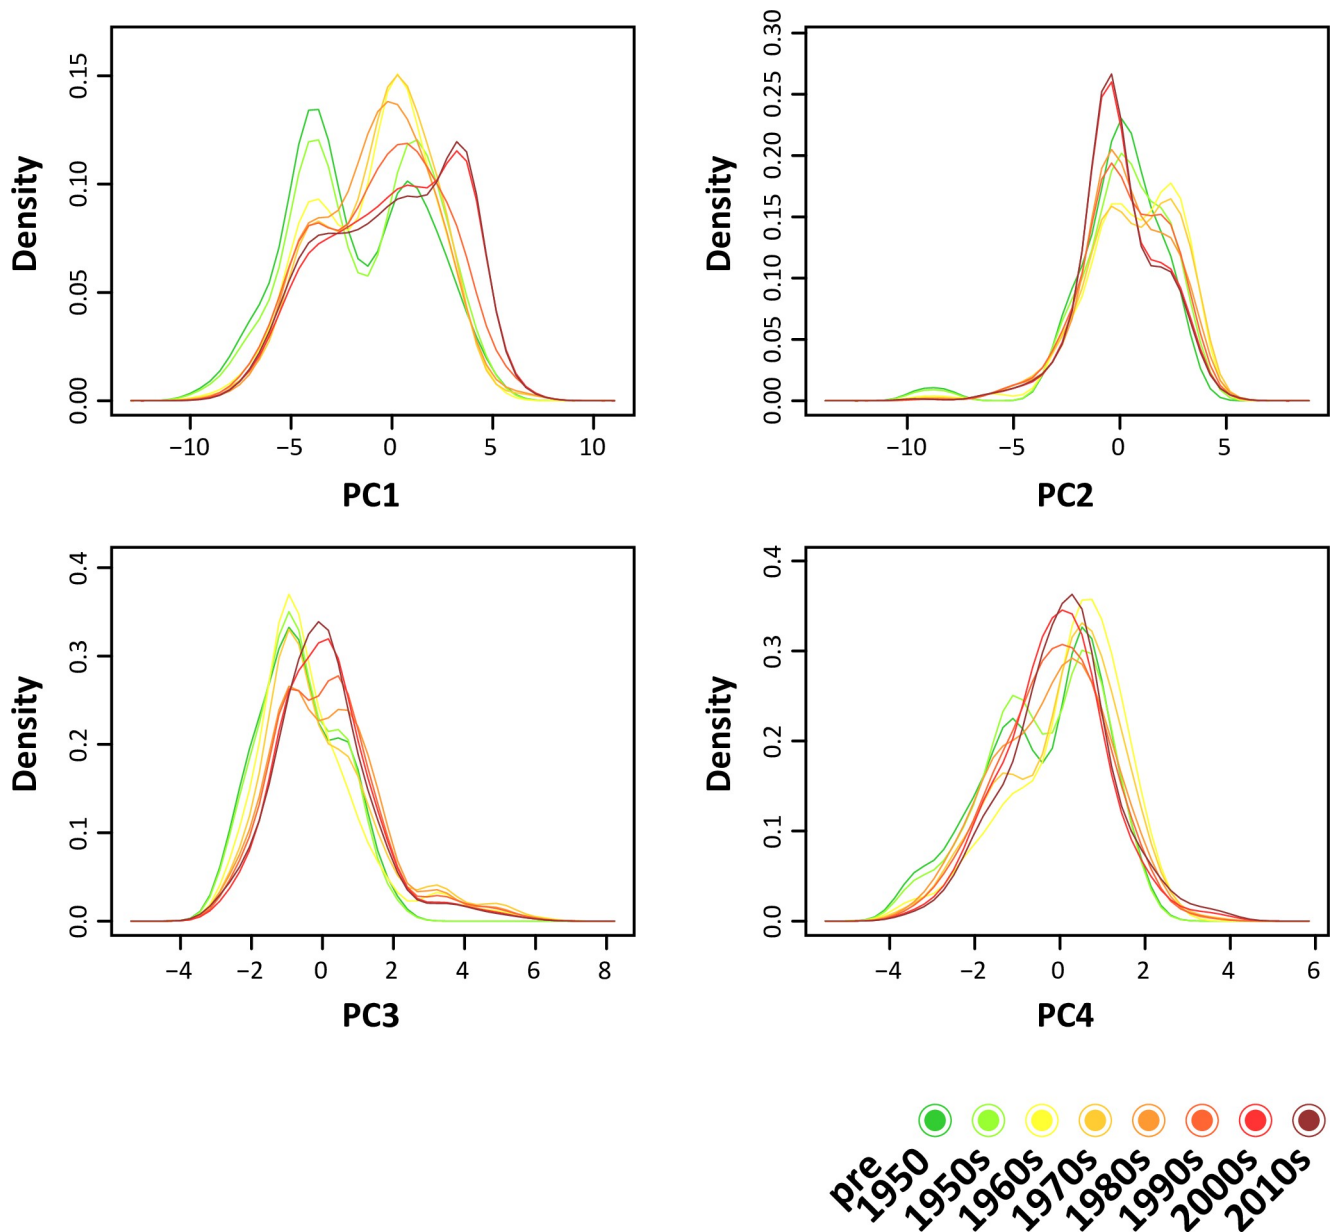 Density
0.00 0.05 0.10 0.15
−10 −5 0 5 10
PC1
Density
0.00 0.05 0.10 0.15 0.20 0.25 0.30
−10 −5 0 5
PC2
Density
0.0 0.1 0.2 0.3 0.4
−4 −2 0 2 4 6 8
PC3
Density
0.0 0.1 0.2 0.3 0.4
−4 −2 0 2 4 6
PC4
pre
1950
1950s
1960s
1970s
1980s
1990s
2000s
2010s